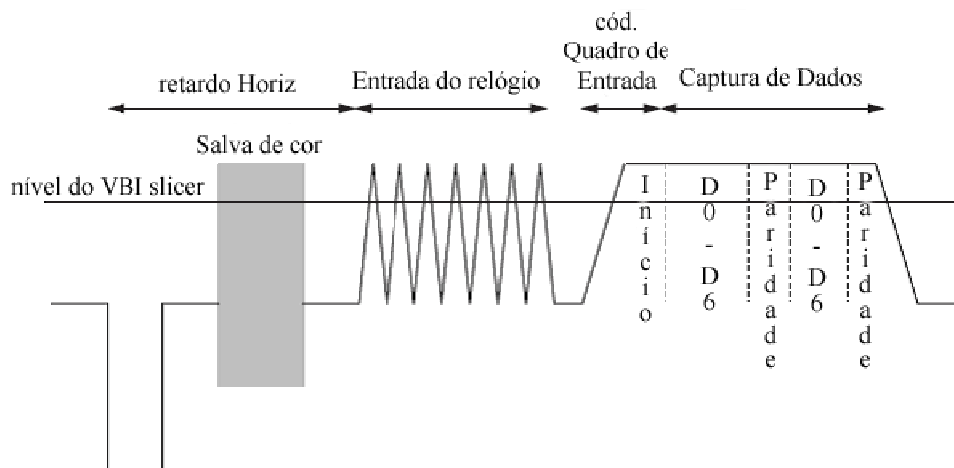 cód.
Quadro de
Entrada
retardo Horiz
Entrada do relógio
Captura de Dados
Salva de cor
nível do VBI slicer
Início
D0 - D6
Paridade
D0 - D6
Paridade